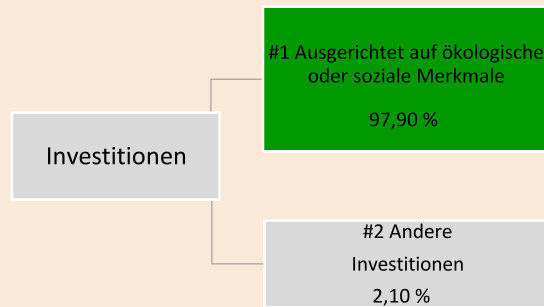 #1 Ausgerichtet auf ökologische
oder soziale Merkmale
97,90 %
Investitionen
#2 Andere
Investitionen
2,10 %